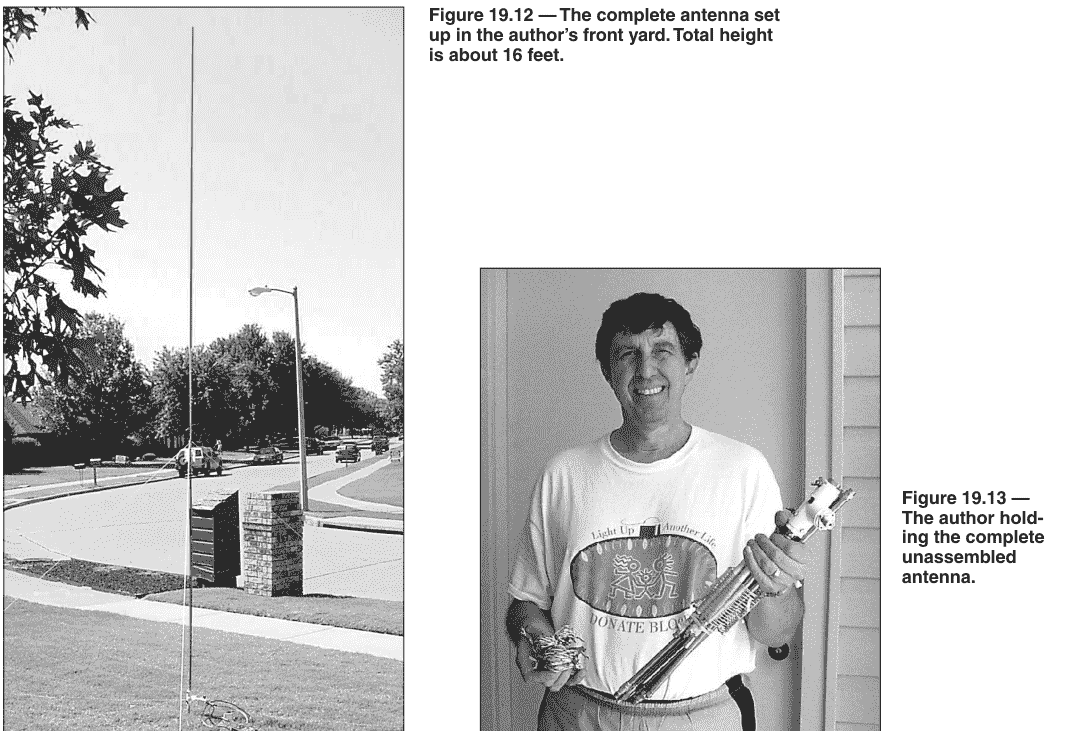 Figure 19.12 — The complete antenna set
up in the author's front yard. Total height
is about 16 feet.
Light Up Another Life
DONATE BLO
Figure 19.13 —
The author hold-
ing the complete
unassembled
antenna.